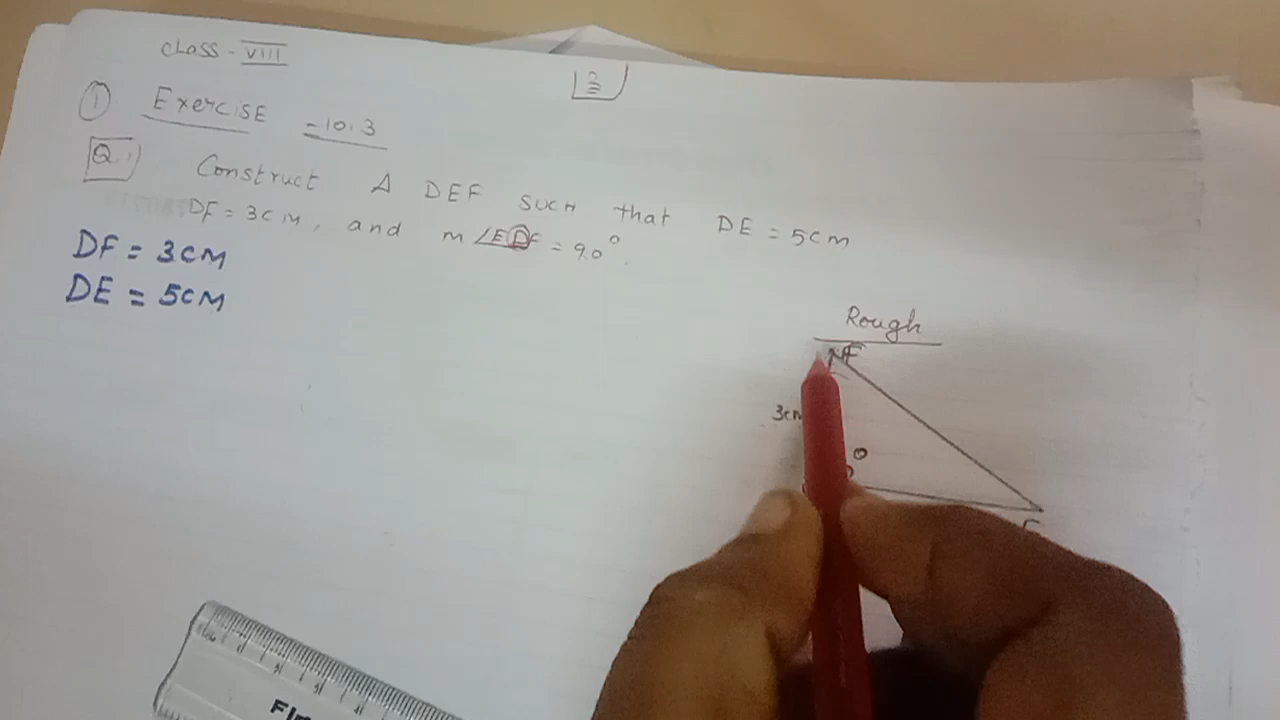 CLASS - VIII
2
① Exercise - 10.3
Q.1) Construct A DEF such that DE = 5cm
DF = 3cm, and m∠EDF = 90°.
DF = 3CM
DE = 5CM
Rough
F
3cm